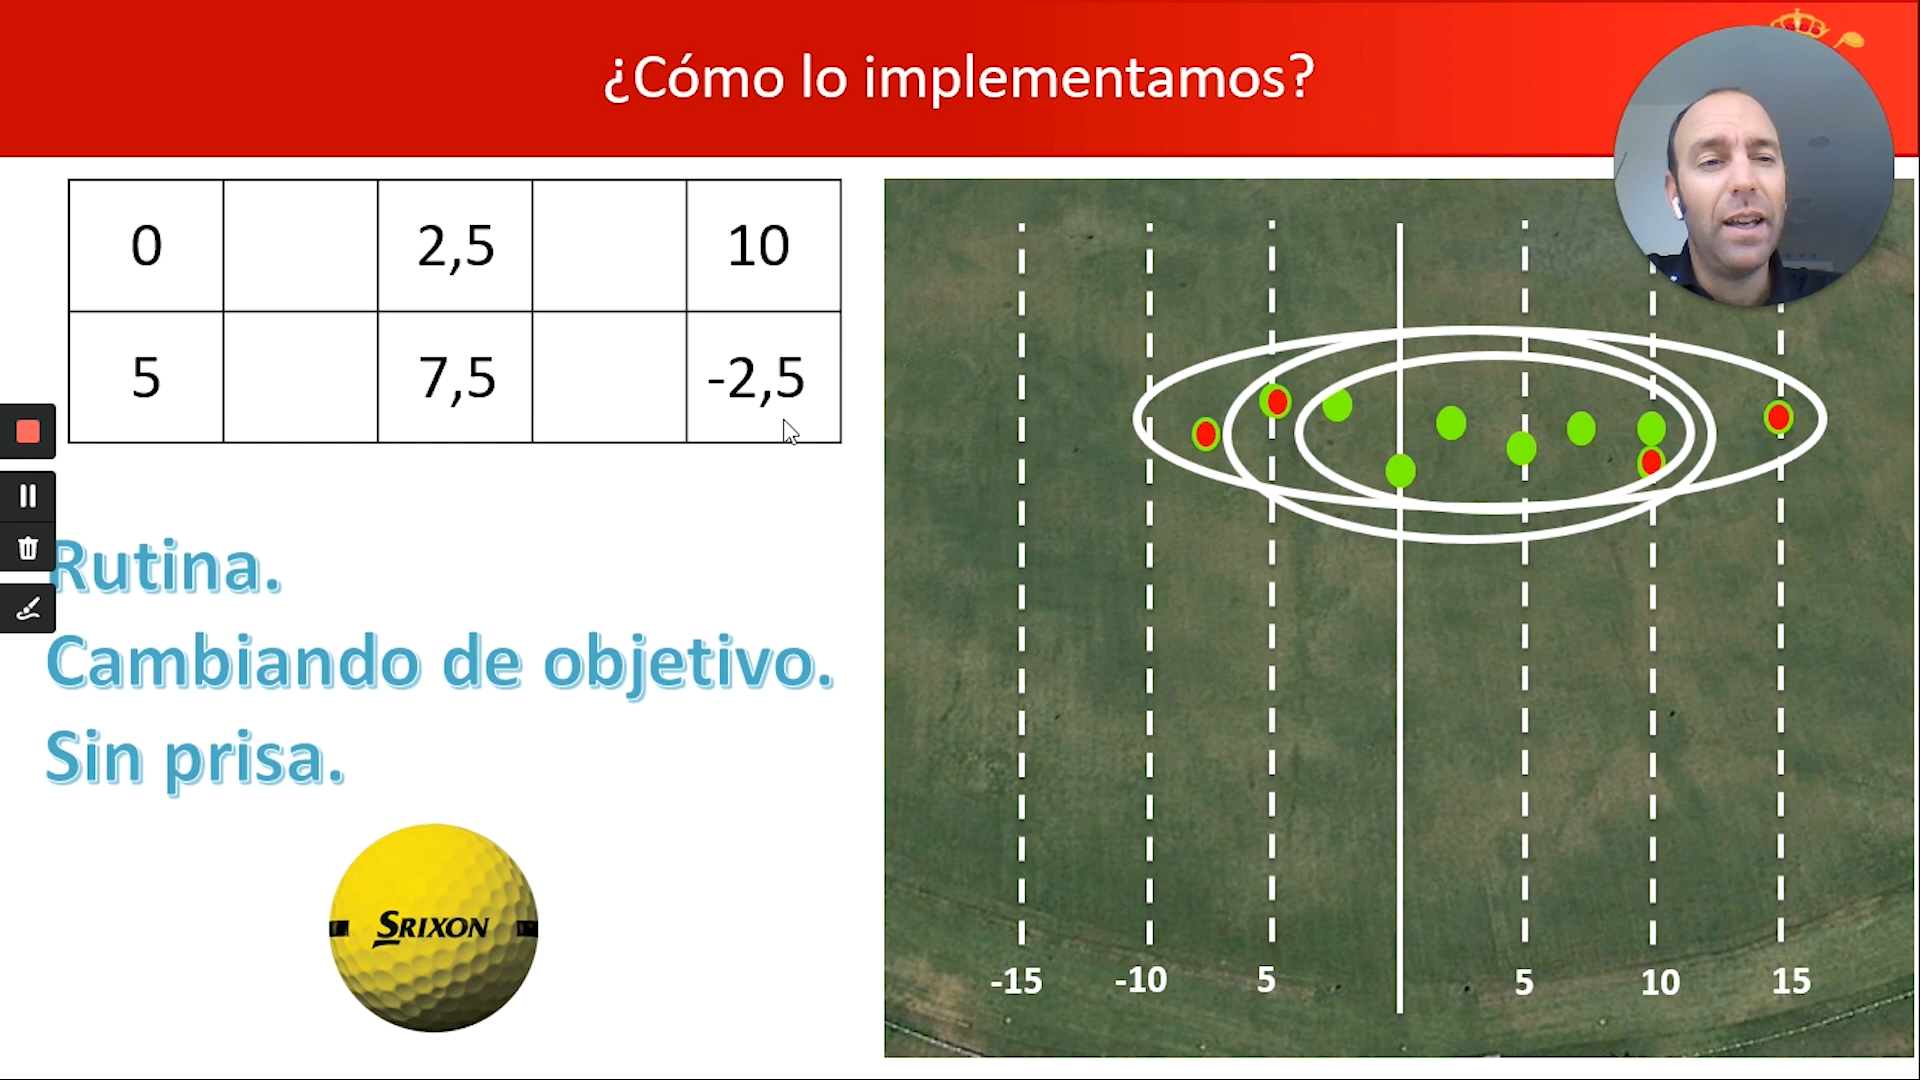 ¿Cómo lo implementamos?
0 2,5 10
5 7,5 -2,5
Rutina.
Cambiando de objetivo.
Sin prisa.
SRIXON
-15 -10 5 5 10 15